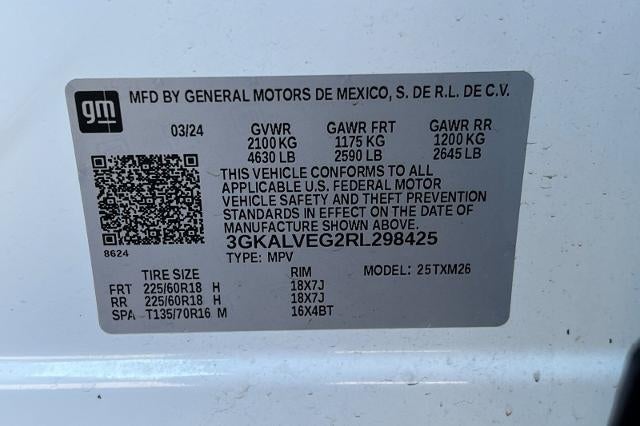 gm
MFD BY GENERAL MOTORS DE MEXICO, S. DE R.L. DE C.V.
03/24 GVWR GAWR FRT GAWR RR
2100 KG 1175 KG 1200 KG
4630 LB 2590 LB 2645 LB
THIS VEHICLE CONFORMS TO ALL
APPLICABLE U.S. FEDERAL MOTOR
VEHICLE SAFETY AND THEFT PREVENTION
STANDARDS IN EFFECT ON THE DATE OF
MANUFACTURE SHOWN ABOVE.
8624
3GKALVEG2RL298425
TYPE: MPV MODEL: 25TXM26
TIRE SIZE RIM
FRT 225/60R18 H 18X7J
RR 225/60R18 H 18X7J
SPA T135/70R16 M 16X4BT